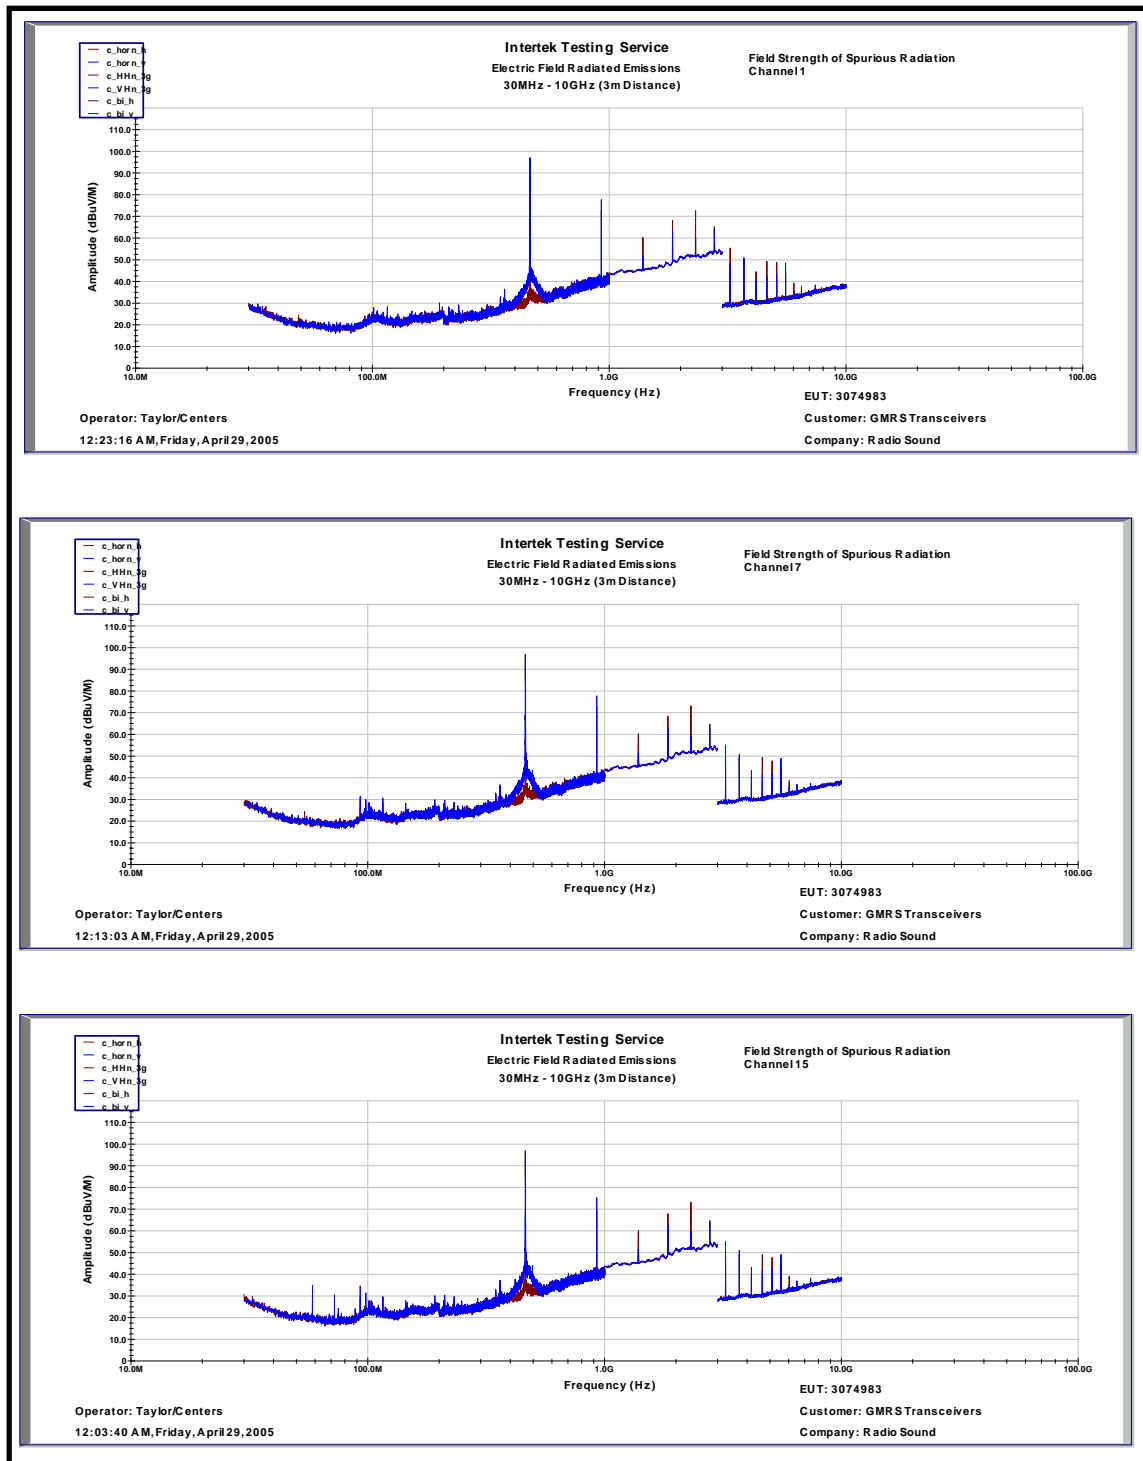 c_horn_h
c_horn_v
c_HHn_3g
c_VHn_3g
c_bi_h
c_bi_v
Intertek Testing Service
Electric Field Radiated Emissions
30MHz - 10GHz (3m Distance)
Field Strength of Spurious Radiation
Channel 1
Amplitude (dBuV/M)
110.0
100.0
90.0
80.0
70.0
60.0
50.0
40.0
30.0
20.0
10.0
0
10.0M 100.0M 1.0G 10.0G 100.0G
Frequency (Hz)
EUT: 3074983
Operator: Taylor/Centers
Customer: GMRS Transceivers
12:23:16 AM, Friday, April 29, 2005
Company: Radio Sound
c_horn_h
c_horn_v
c_HHn_3g
c_VHn_3g
c_bi_h
c_bi_v
Intertek Testing Service
Electric Field Radiated Emissions
30MHz - 10GHz (3m Distance)
Field Strength of Spurious Radiation
Channel 7
Amplitude (dBuV/M)
110.0
100.0
90.0
80.0
70.0
60.0
50.0
40.0
30.0
20.0
10.0
0
10.0M 100.0M 1.0G 10.0G 100.0G
Frequency (Hz)
EUT: 3074983
Operator: Taylor/Centers
Customer: GMRS Transceivers
12:13:03 AM, Friday, April 29, 2005
Company: Radio Sound
c_horn_h
c_horn_v
c_HHn_3g
c_VHn_3g
c_bi_h
c_bi_v
Intertek Testing Service
Electric Field Radiated Emissions
30MHz - 10GHz (3m Distance)
Field Strength of Spurious Radiation
Channel 15
Amplitude (dBuV/M)
110.0
100.0
90.0
80.0
70.0
60.0
50.0
40.0
30.0
20.0
10.0
0
10.0M 100.0M 1.0G 10.0G 100.0G
Frequency (Hz)
EUT: 3074983
Operator: Taylor/Centers
Customer: GMRS Transceivers
12:03:40 AM, Friday, April 29, 2005
Company: Radio Sound